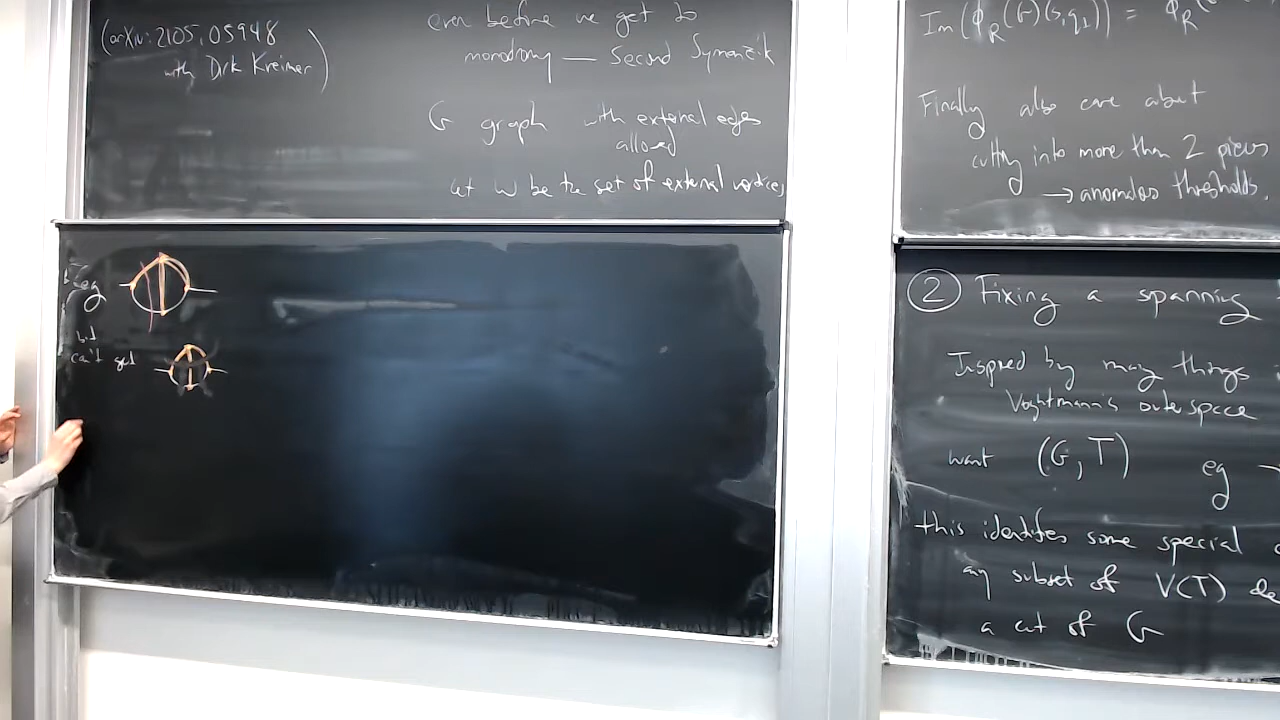 (arXiv: 2105.05948
with Dirk Kreimer)
even before we get to
monodromy — Second Symanzik
G graph with external edges
allowed
let W be the set of external vertices
eg
but
can't get
Im(ϕ_R(G)(s,q_1)) = ϕ_R(
Finally also care about
cutting into more than 2 pieces
→ anomalous thresholds.
② Fixing a spanning
Inspired by many things
Voghtmann's outer space
want (G, T) eg
this identifies some special
any subset of V(T) de
a cut of G